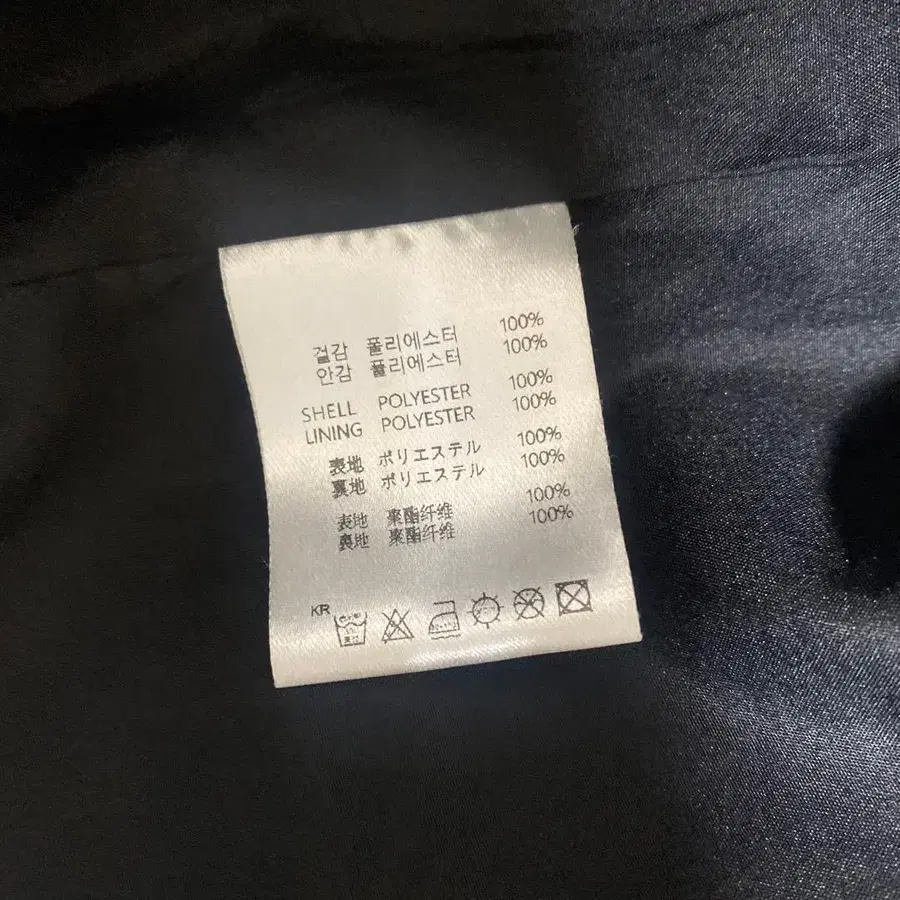 겉감 폴리에스터 100%
안감 폴리에스터 100%
SHELL POLYESTER 100%
LINING POLYESTER 100%
表地 ポリエステル 100%
裏地 ポリエステル 100%
表地 聚酯纤维 100%
裏地 聚酯纤维 100%
KR